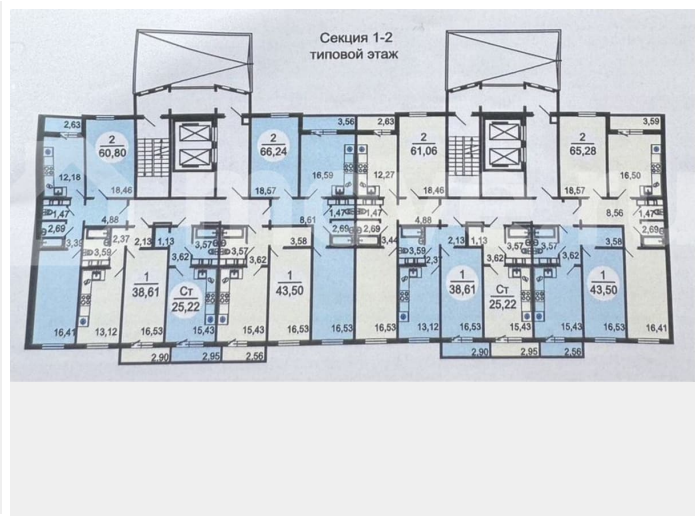 Секция 1-2
типовой этаж
2,63 3,56 2,63 3,59
2 2 2 2
60,80 66,24 61,06 65,28
12,18 16,59 12,27 16,50
18,46 18,57 18,46 18,57
1,47 1,47 1,47 1,47
4,88 8,61 4,88 8,56
2,69 2,69 2,69 2,69
3,39 2,37 2,13 1,13 3,57 3,58 3,44 2,37 2,13 1,13 3,57 3,57 3,58
3,59 3,62 3,57 3,62 3,59 3,62 3,62
1 Ст 1 1 Ст 1
38,61 25,22 43,50 38,61 25,22 43,50
16,41 13,12 16,53 15,43 15,43 16,53 16,53 16,53 13,12 16,53 15,43 15,43 16,53 16,41
2,90 2,95 2,56 2,90 2,95 2,56